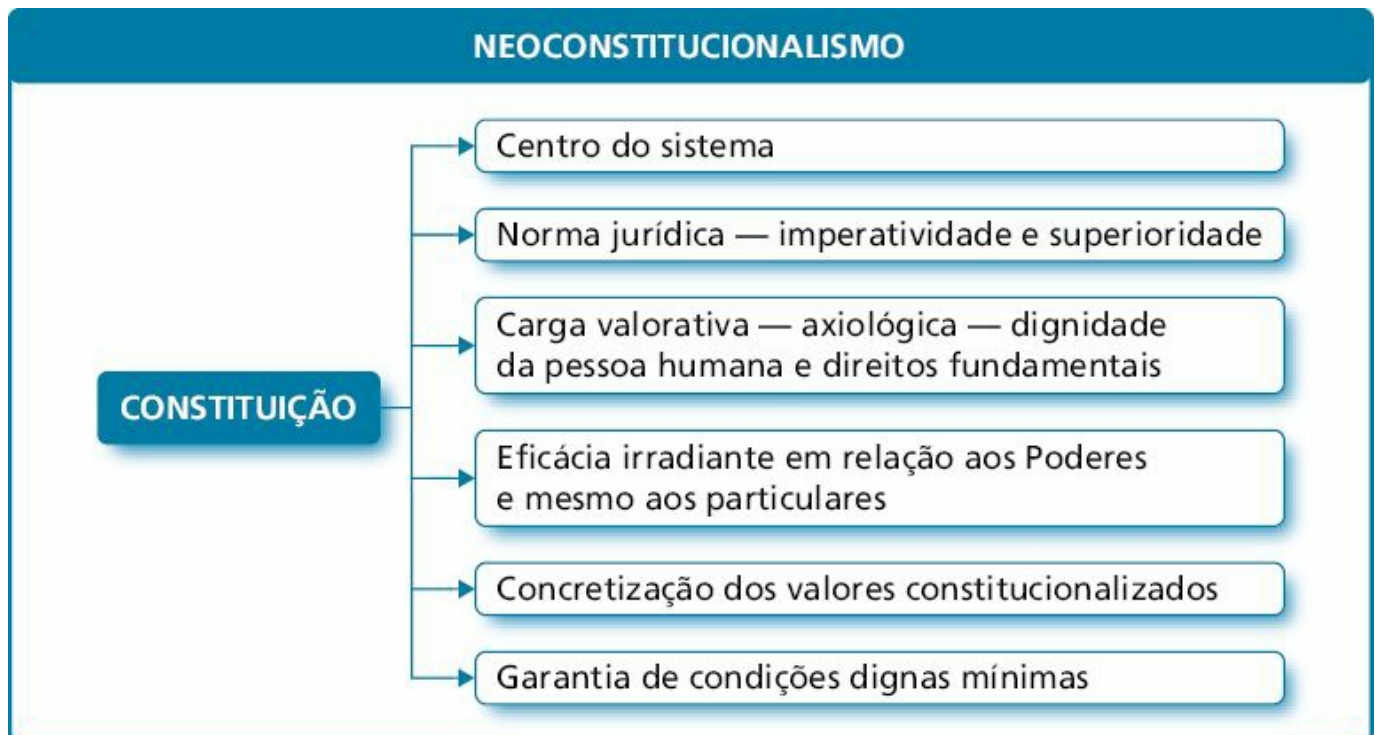 NEOCONSTITUCIONALISMO
CONSTITUIÇÃO
Centro do sistema
Norma jurídica — imperatividade e superioridade
Carga valorativa — axiológica — dignidade
da pessoa humana e direitos fundamentais
Eficácia irradiante em relação aos Poderes
e mesmo aos particulares
Concretização dos valores constitucionalizados
Garantia de condições dignas mínimas